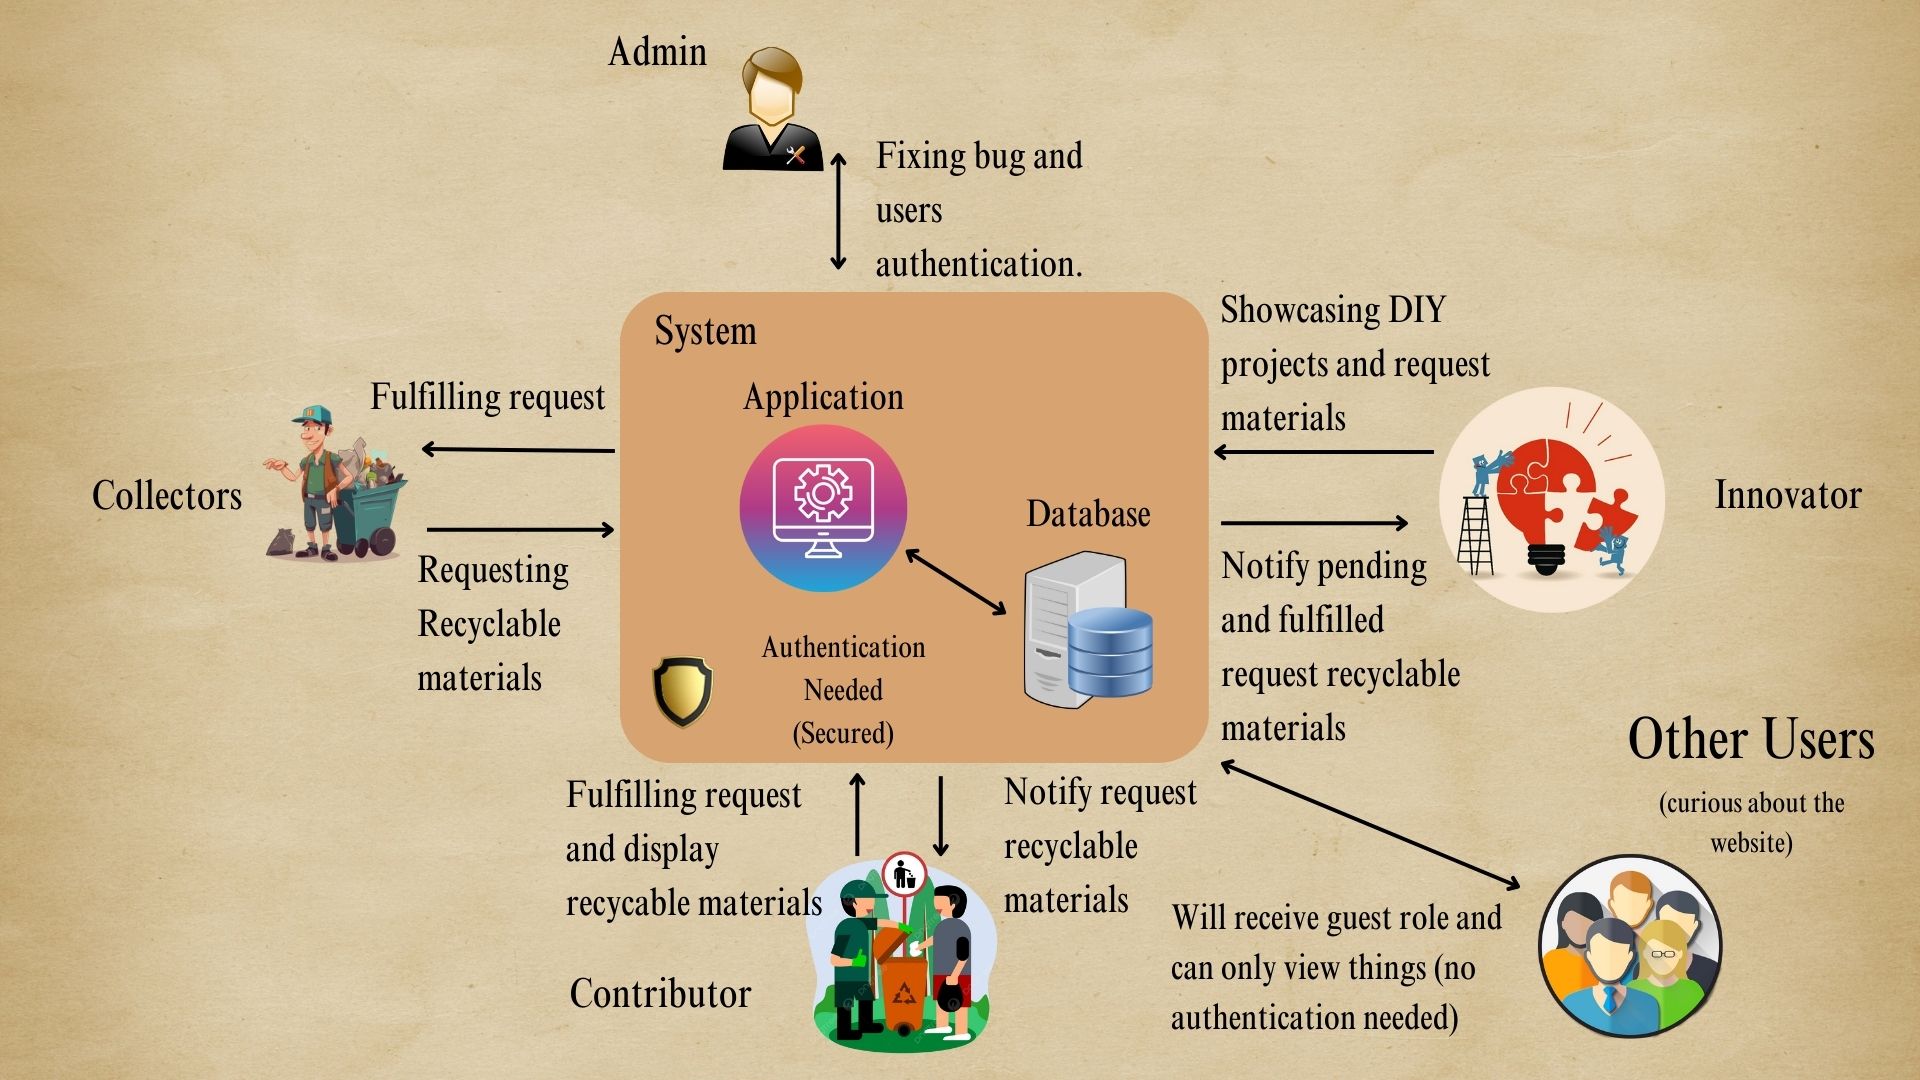 Admin
Fixing bug and
users
authentication.
System
Application
Database
Authentication
Needed
(Secured)
Fulfilling request
Collectors
Requesting
Recyclable
materials
Showcasing DIY
projects and request
materials
Innovator
Notify pending
and fulfilled
request recyclable
materials
Other Users
(curious about the
website)
Fulfilling request
and display
recycable materials
Notify request
recyclable
materials
Contributor
Will receive guest role and
can only view things (no
authentication needed)